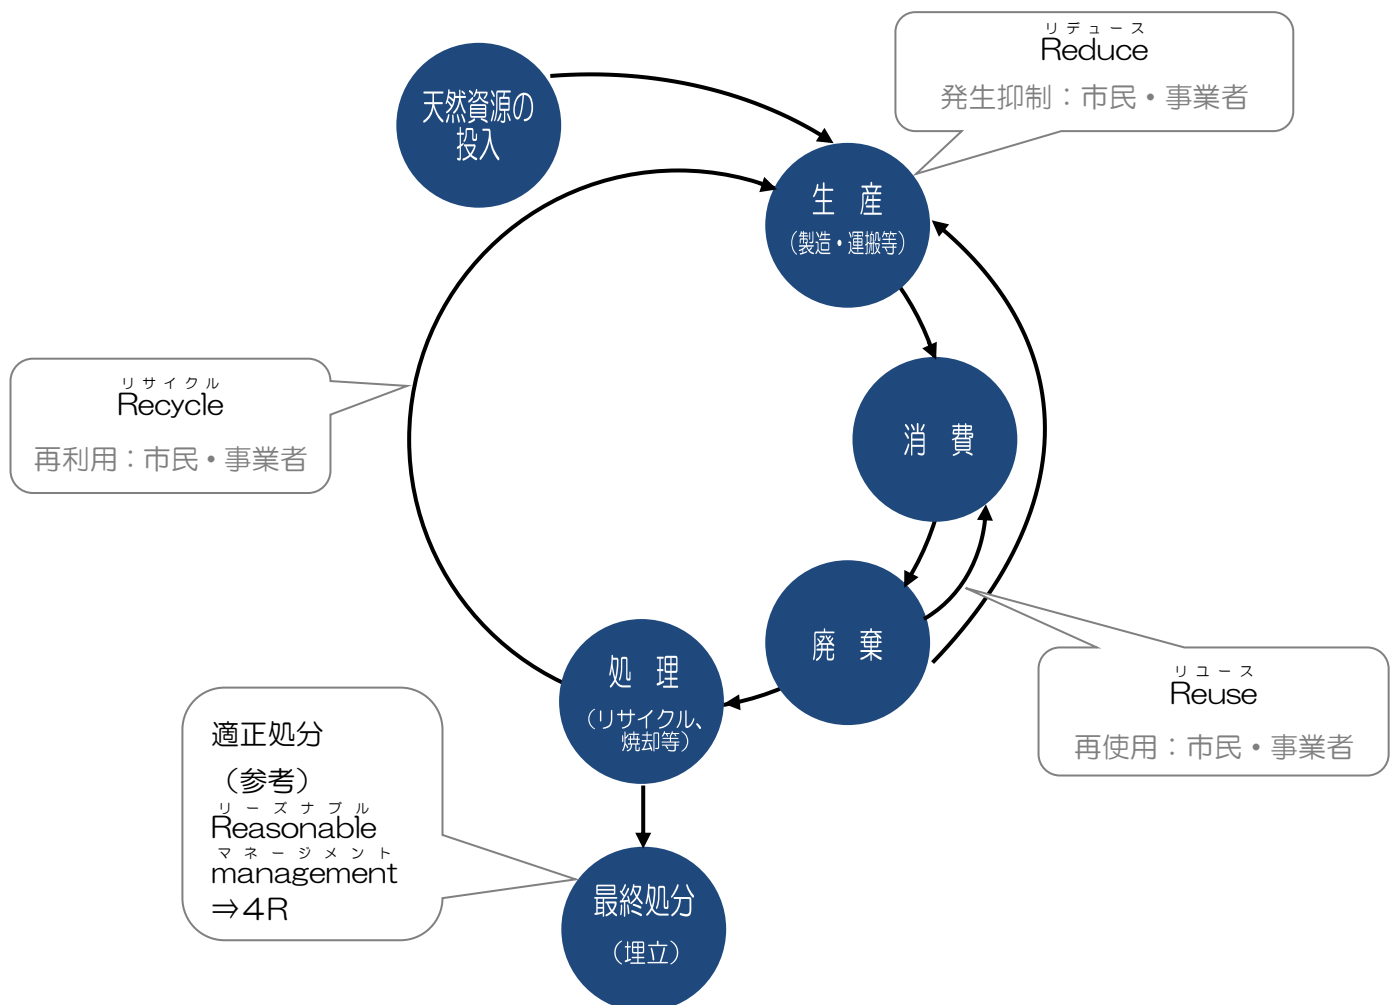 リデュース
Reduce
発生抑制：市民・事業者
天然資源の
投入
生　産
（製造・運搬等）
リサイクル
Recycle
再利用：市民・事業者
消　費
廃　棄
処　理
（リサイクル、
焼却等）
リユース
Reuse
再使用：市民・事業者
適正処分
（参考）
リーズナブル
Reasonable
マネージメント
management
⇒４R
最終処分
（埋立）